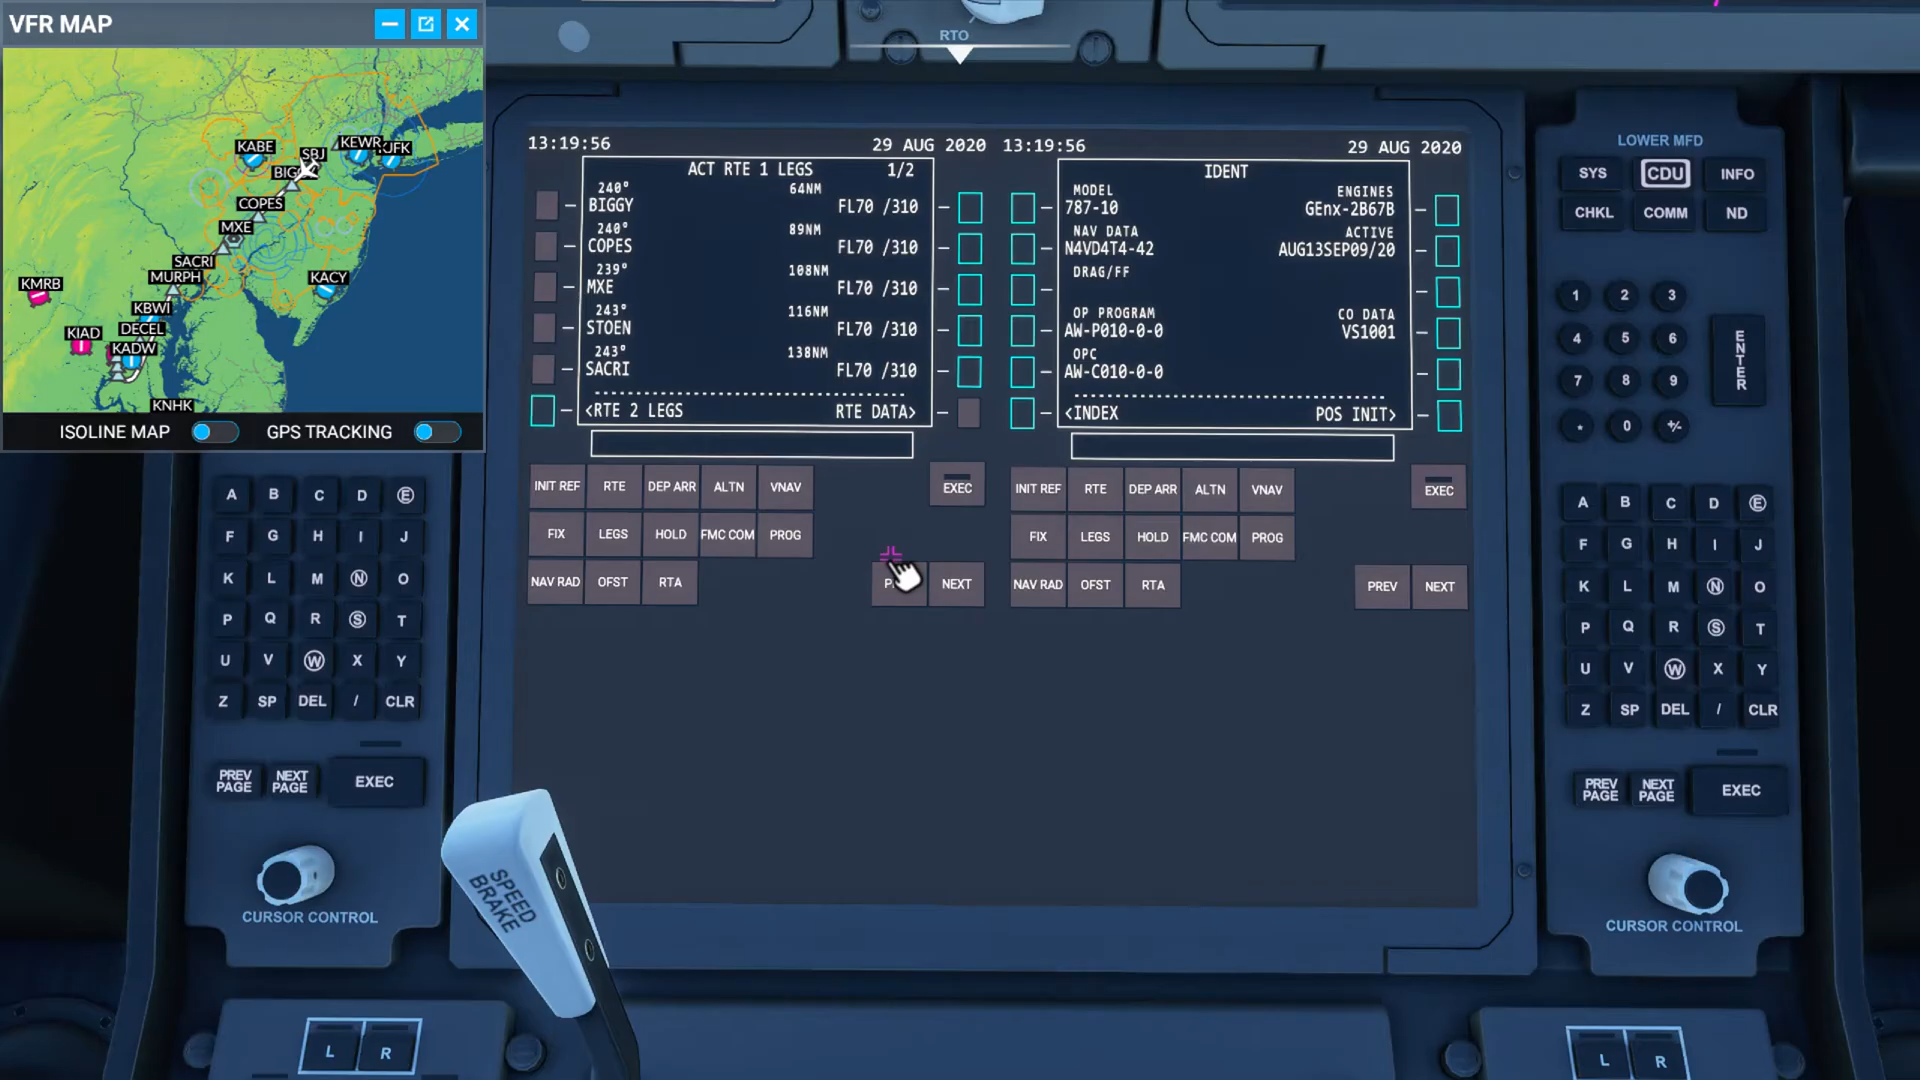 VFR MAP
KABE
SBJ
KEWR
KJFK
COPES
MXE
SACRI
MURPH
KMRB
KACY
KBWI
KIAD
DECEL
KADW
KNHK
ISOLINE MAP
GPS TRACKING
RTO
13:19:56 29 AUG 2020
ACT RTE 1 LEGS 1/2
240° 64NM
BIGGY FL70 /310
240° 89NM
COPES FL70 /310
239° 108NM
MXE FL70 /310
243° 116NM
STOEN FL70 /310
243° 138NM
SACRI FL70 /310
<RTE 2 LEGS RTE DATA>
13:19:56 29 AUG 2020
IDENT
MODEL ENGINES
787-10 GEnx-2B67B
NAV DATA ACTIVE
N4VD4T4-42 AUG13SEP09/20
DRAG/FF
OP PROGRAM CO DATA
AW-P010-0-0 VS1001
OPC
AW-C010-0-0
<INDEX POS INIT>
INIT REF RTE DEP ARR ALTN VNAV EXEC
FIX LEGS HOLD FMC COM PROG
NAV RAD OFST RTA NEXT
INIT REF RTE DEP ARR ALTN VNAV EXEC
FIX LEGS HOLD FMC COM PROG
NAV RAD OFST RTA PREV NEXT
LOWER MFD
SYS CDU INFO
CHKL COMM ND
1 2 3
4 5 6
7 8 9
. 0 +/-
ENTER
A B C D E
F G H I J
K L M N O
P Q R S T
U V W X Y
Z SP DEL / CLR
PREV PAGE
NEXT PAGE
EXEC
CURSOR CONTROL
A B C D E
F G H I J
K L M N O
P Q R S T
U V W X Y
Z SP DEL / CLR
PREV PAGE
NEXT PAGE
EXEC
CURSOR CONTROL
SPEED
BRAKE
L R
L R